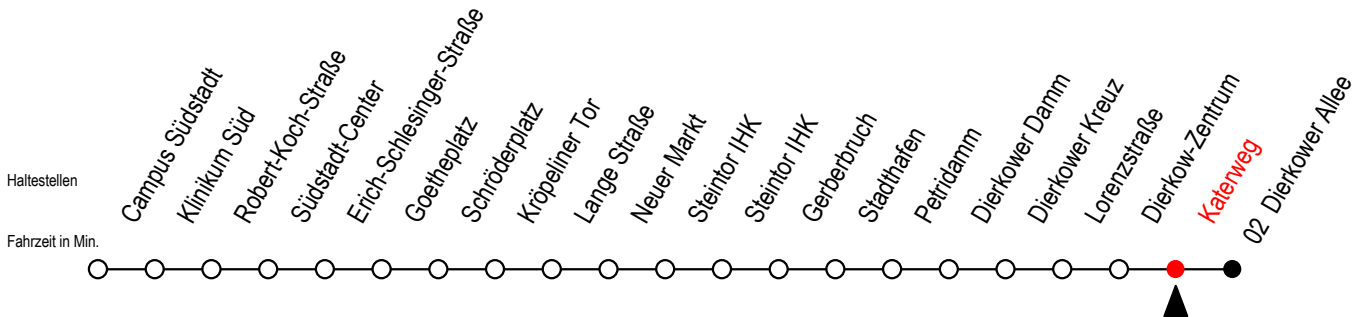 Haltestellen
Campus Südstadt
Klinikum Süd
Robert-Koch-Straße
Südstadt-Center
Erich-Schlesinger-Straße
Goetheplatz
Schröderplatz
Kröpeliner Tor
Lange Straße
Neuer Markt
Steintor IHK
Steintor IHK
Gerberbruch
Stadthafen
Petridamm
Dierkower Damm
Dierkower Kreuz
Lorenzstraße
Dierkow-Zentrum
Katerweg
02 Dierkower Allee
Fahrzeit in Min.